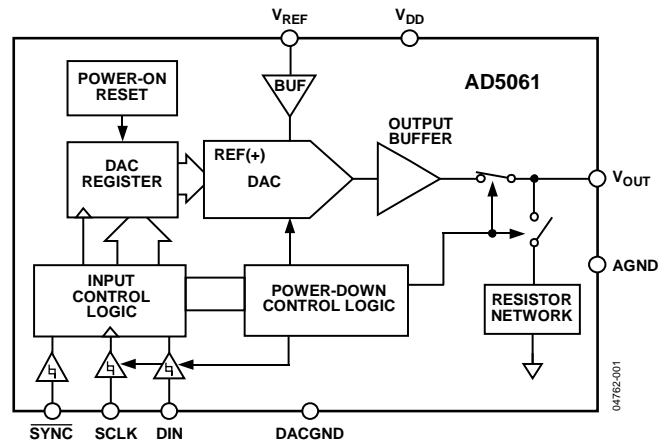 VREF
VDD
POWER-ON
RESET
BUF
AD5061
OUTPUT
BUFFER
DAC
REGISTER
REF(+)
DAC
VOUT
AGND
INPUT
CONTROL
LOGIC
POWER-DOWN
CONTROL LOGIC
RESISTOR
NETWORK
SYNC
SCLK
DIN
DACGND
04762-001